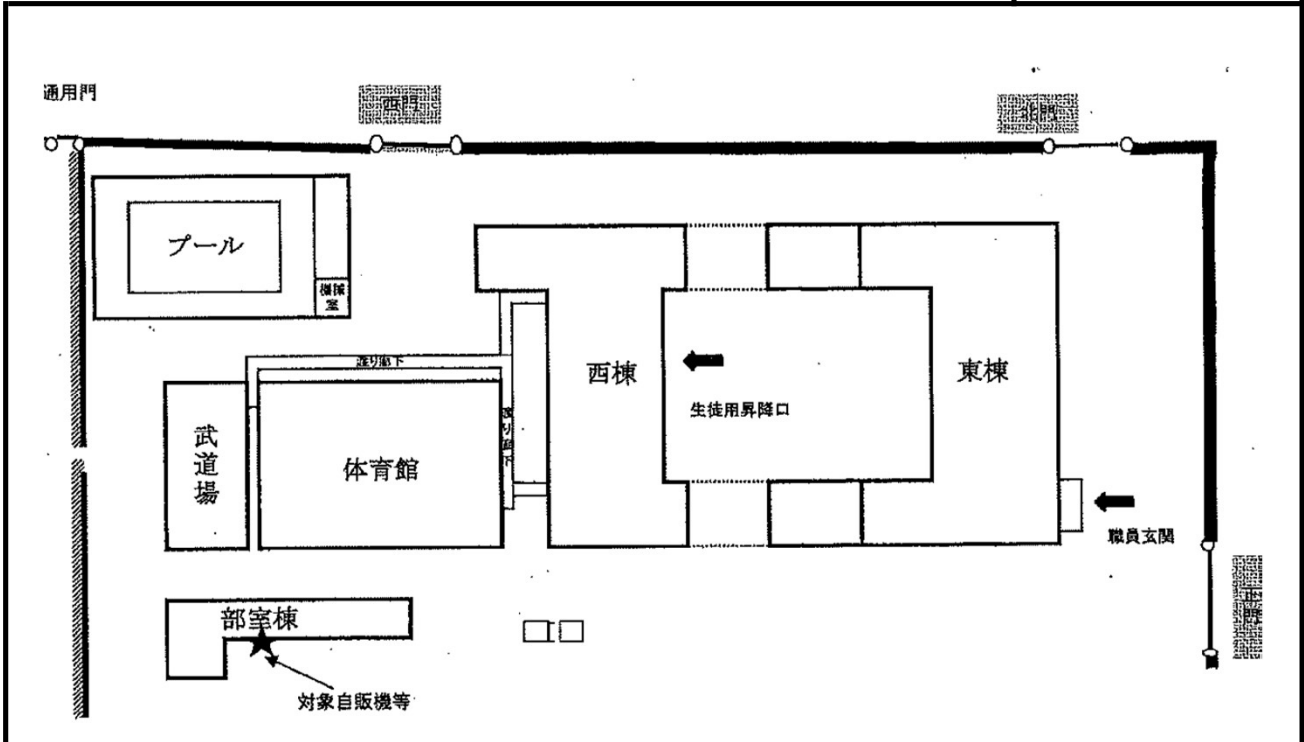 通用門
西門
北門
プール
機械
室
渡り廊下
西棟
東棟
生徒用昇降口
渡り廊下
武道場
体育館
職員玄関
正門
部室棟
対象自販機等